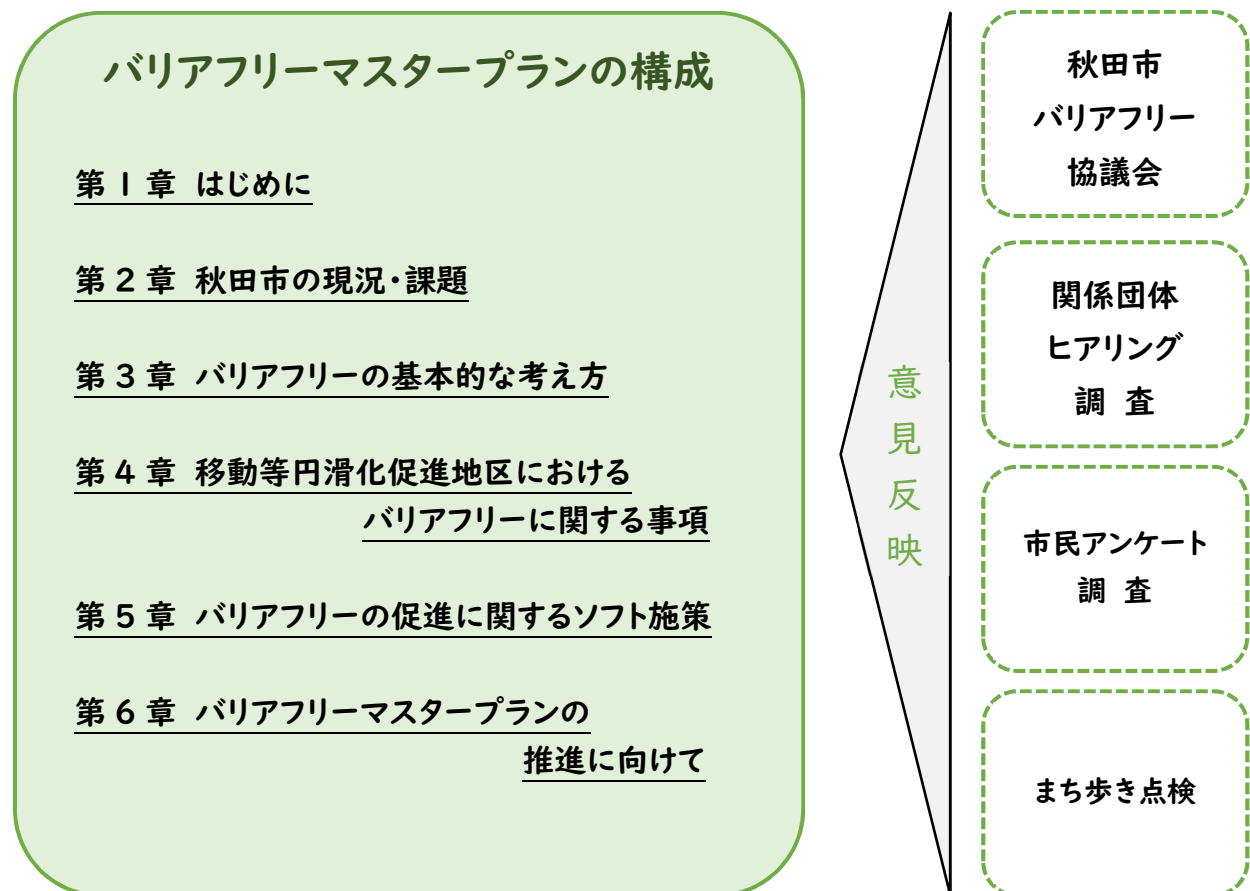 バリアフリーマスタープランの構成
第1章 はじめに
第2章 秋田市の現況・課題
第3章 バリアフリーの基本的な考え方
第4章 移動等円滑化促進地区における
バリアフリーに関する事項
第5章 バリアフリーの促進に関するソフト施策
第6章 バリアフリーマスタープランの
推進に向けて
意
見
反
映
秋田市
バリアフリー
協議会
関係団体
ヒアリング
調 査
市民アンケート
調 査
まち歩き点検